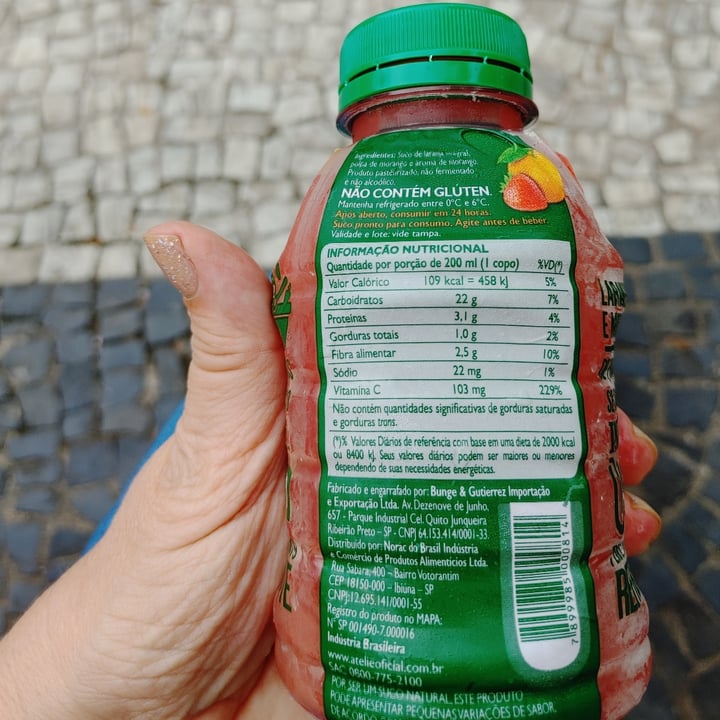 Ingredientes: Suco de laranja integral,
polpa de morango e aroma de morango.
Produto pasteurizado, não fermentado
e não alcoólico.
NÃO CONTÉM GLÚTEN.
Mantenha refrigerado entre 0°C e 6°C.
Após aberto, consumir em 24 horas.
Suco pronto para consumo. Agite antes de beber.
Validade e lote: vide tampa.
INFORMAÇÃO NUTRICIONAL
Quantidade por porção de 200 ml (1 copo) %VD(*)
Valor Calórico 109 kcal = 458 kJ 5%
Carboidratos 22 g 7%
Proteínas 3,1 g 4%
Gorduras totais 1,0 g 2%
Fibra alimentar 2,5 g 10%
Sódio 22 mg 1%
Vitamina C 103 mg 229%
Não contém quantidades significativas de gorduras saturadas
e gorduras trans.
(*)% Valores Diários de referência com base em uma dieta de 2000 kcal
ou 8400 kJ. Seus valores diários podem ser maiores ou menores
dependendo de suas necessidades energéticas.
Fabricado e engarrafado por: Bunge & Gutierrez Importação
e Exportação Ltda. Av. Dezenove de Junho,
657 - Parque Industrial Cel. Quito Junqueira
Ribeirão Preto - SP - CNPJ 64.153.414/0001-33.
Distribuído por: Norac do Brasil Indústria
e Comércio de Produtos Alimentícios Ltda.
Rua Sabara, 400 - Bairro Votorantim
CEP 18150-000 - Ibiúna - SP
CNPJ: 12.695.141/0001-55
Registro do produto no MAPA:
N° SP 001490-7.000016
Indústria Brasileira
www.atelieoficial.com.br
SAC 0800-775-2100
POR SER UM SUCO NATURAL, ESTE PRODUTO
PODE APRESENTAR PEQUENAS VARIAÇÕES DE SABOR,
DE ACORDO
7899985000814